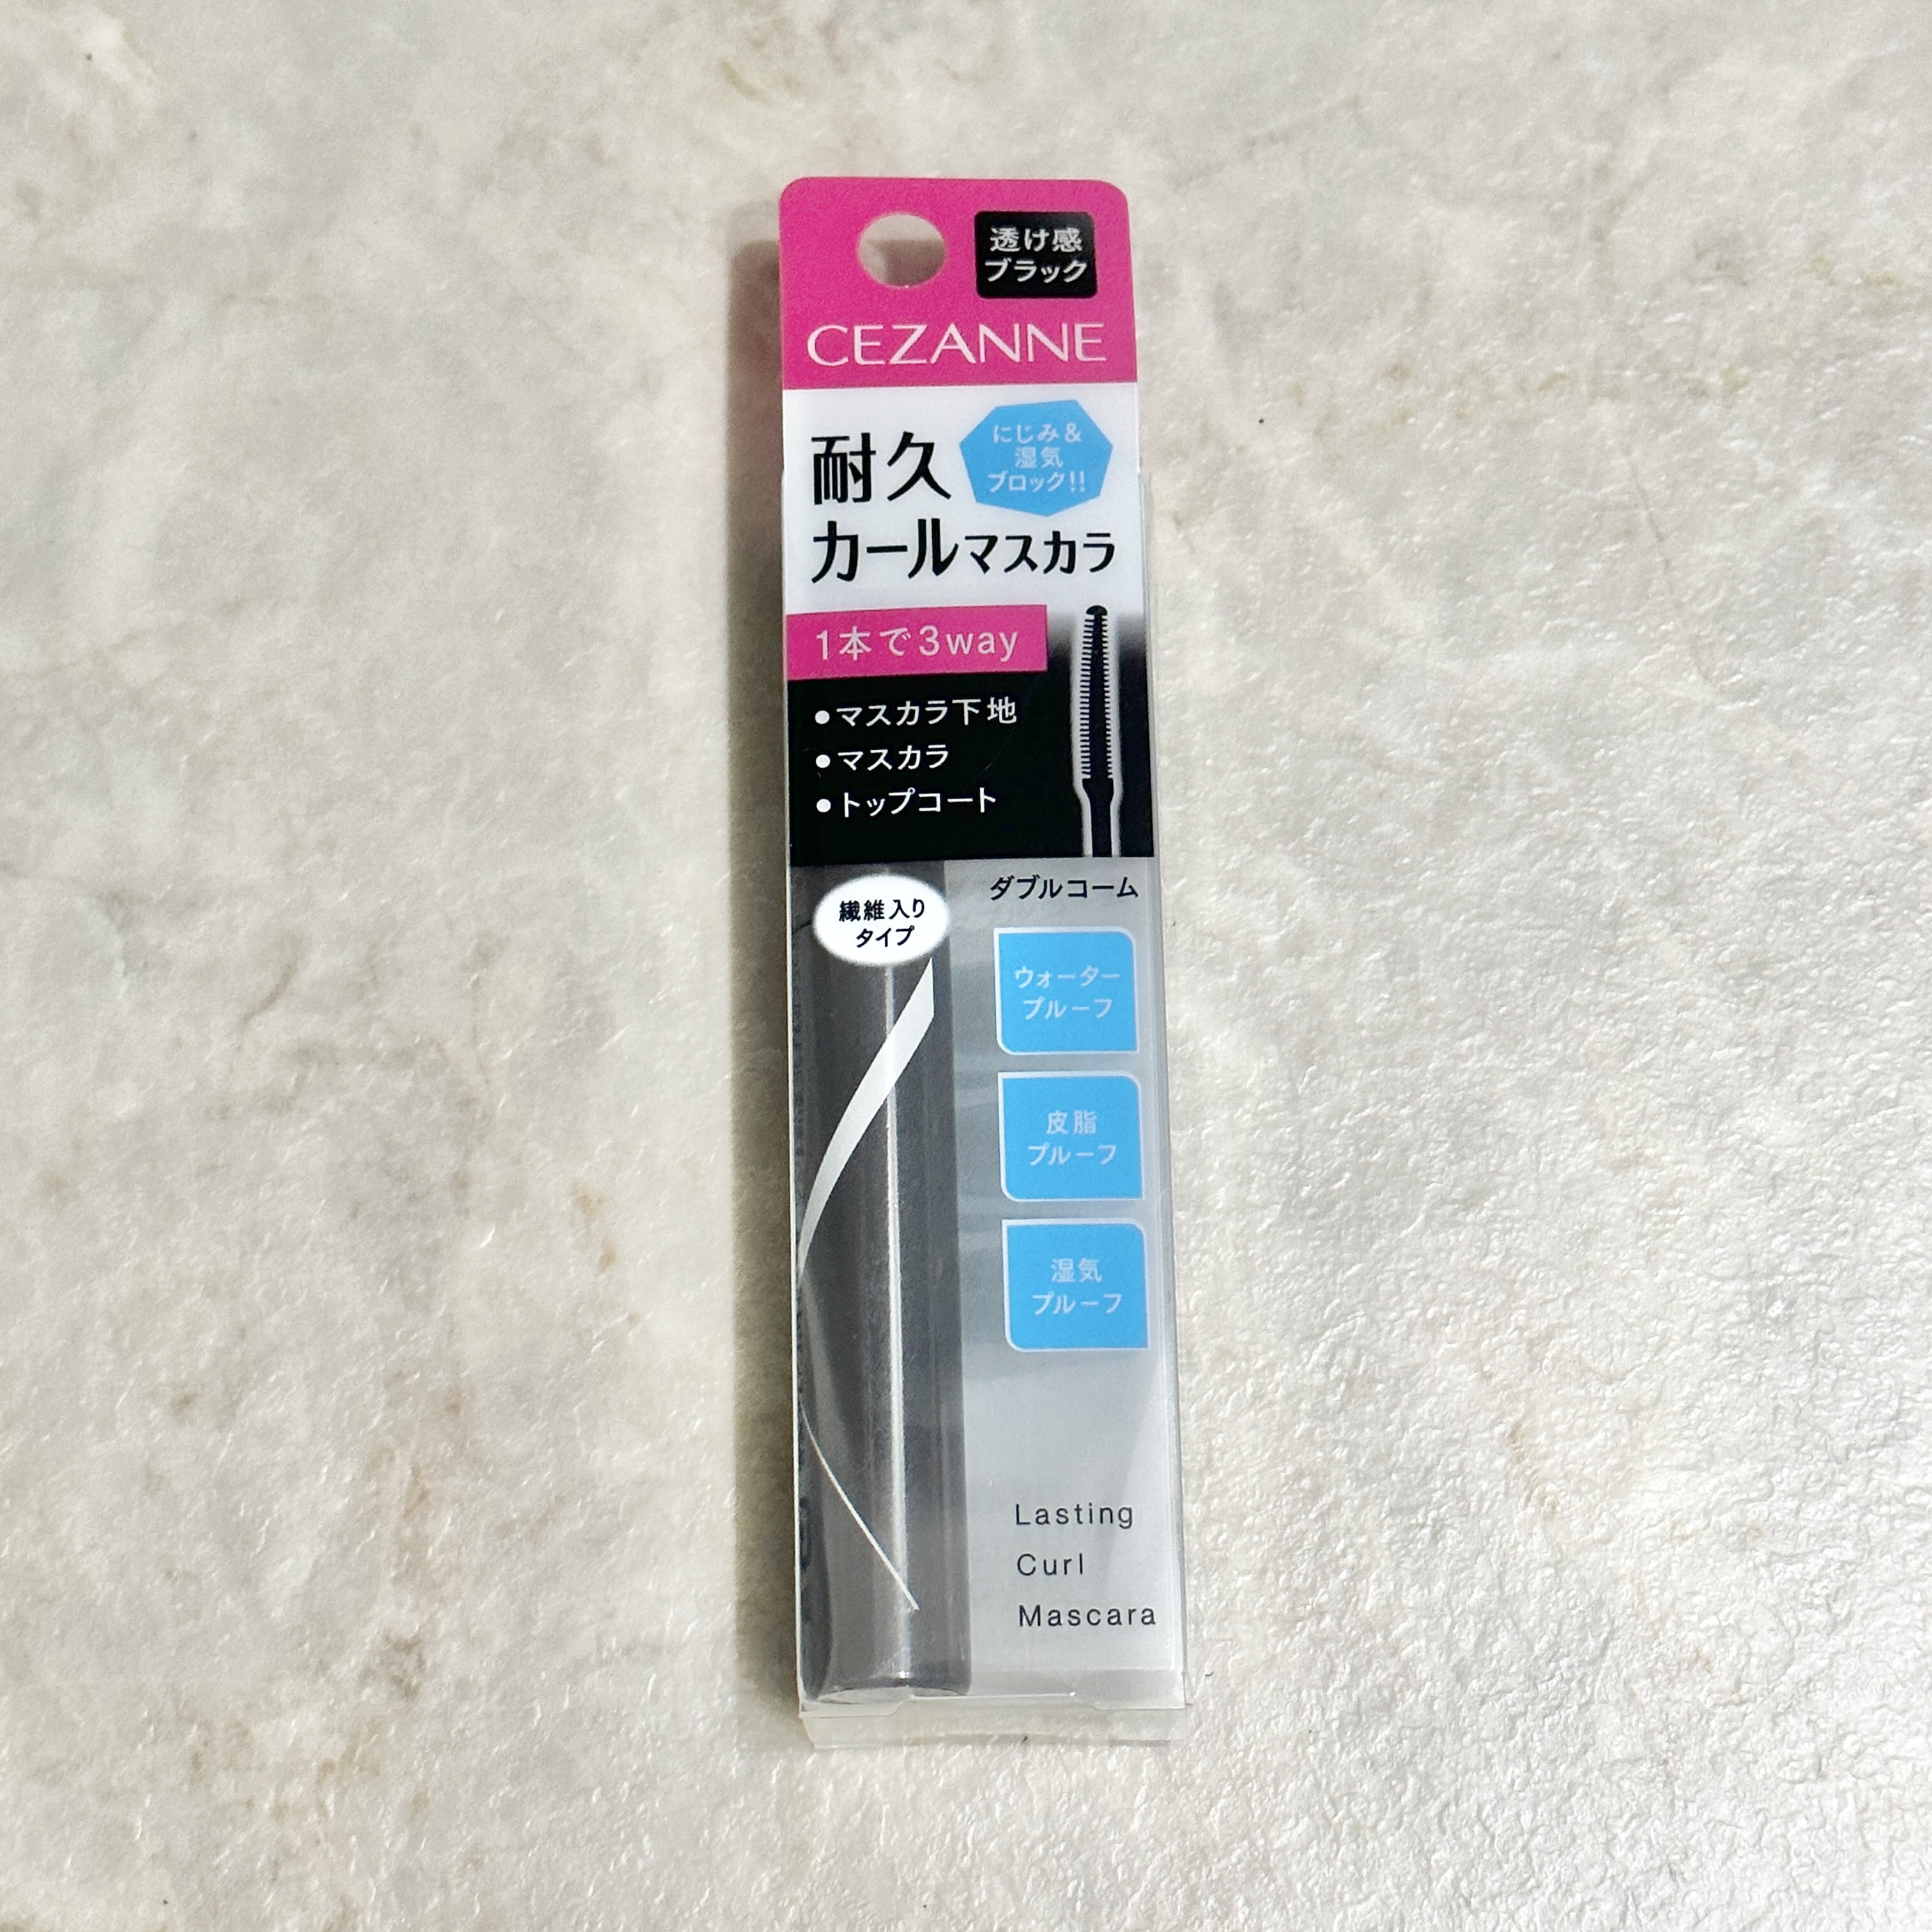 透け感
ブラック
CEZANNE
耐久
にじみ&
湿気
ブロック!!
カールマスカラ
1本で3way
●マスカラ下地
●マスカラ
●トップコート
ダブルコーム
繊維入り
タイプ
ウォーター
プルーフ
皮脂
プルーフ
湿気
プルーフ
Lasting
Curl
Mascara